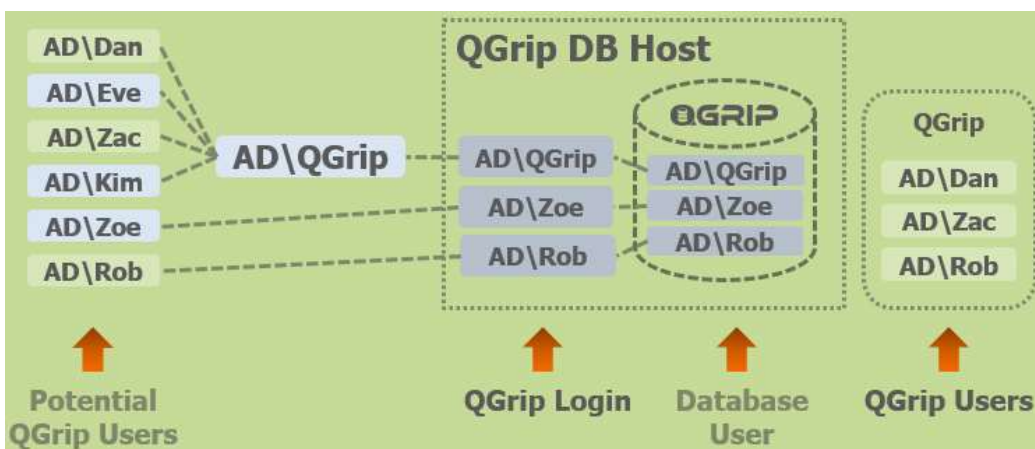 AD\Dan
AD\Eve
AD\Zac
AD\Kim
AD\Zoe
AD\Rob
AD\QGrip
QGrip DB Host
AD\QGrip
AD\Zoe
AD\Rob
QGRIP
AD\QGrip
AD\Zoe
AD\Rob
QGrip
AD\Dan
AD\Zac
AD\Rob
Potential
QGrip Users
QGrip Login
Database
User
QGrip Users